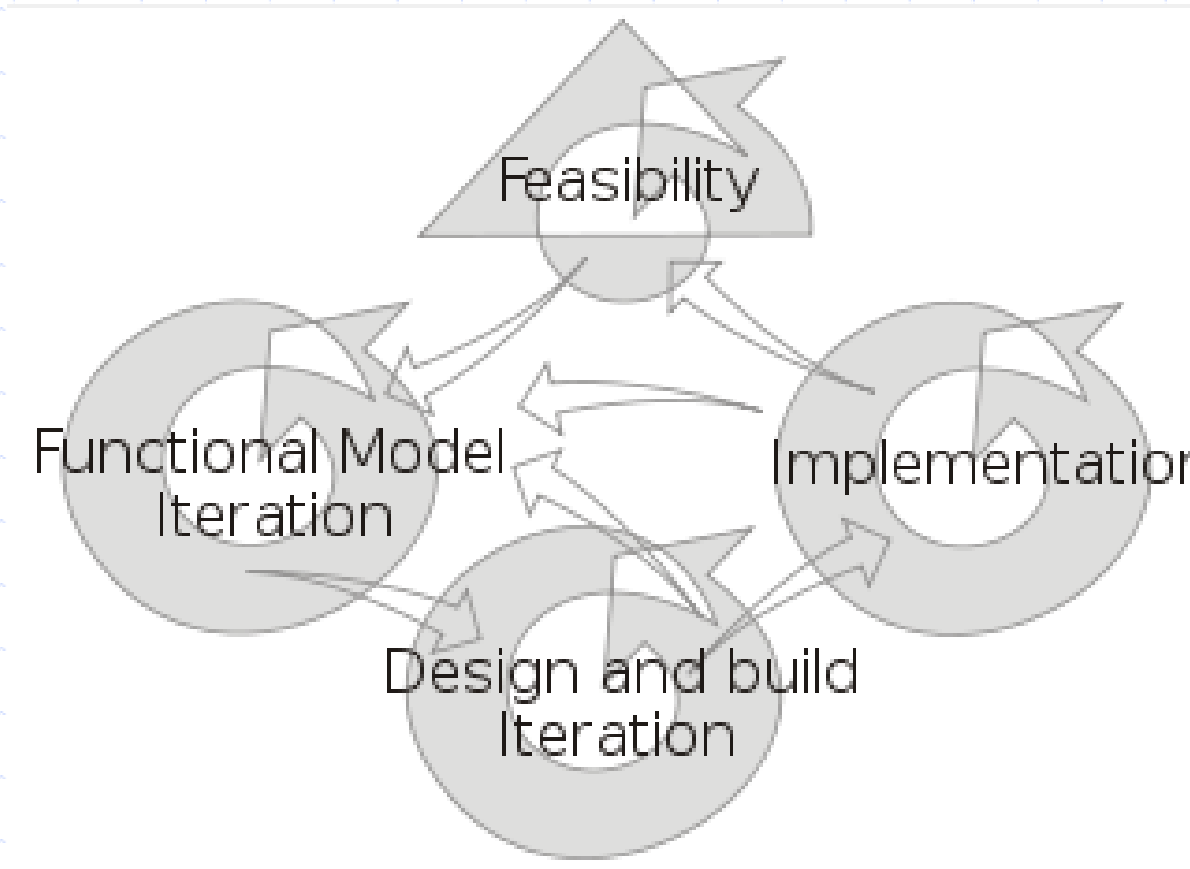 Feasibility
Functional Model
Iteration
Implementation
Design and build
Iteration